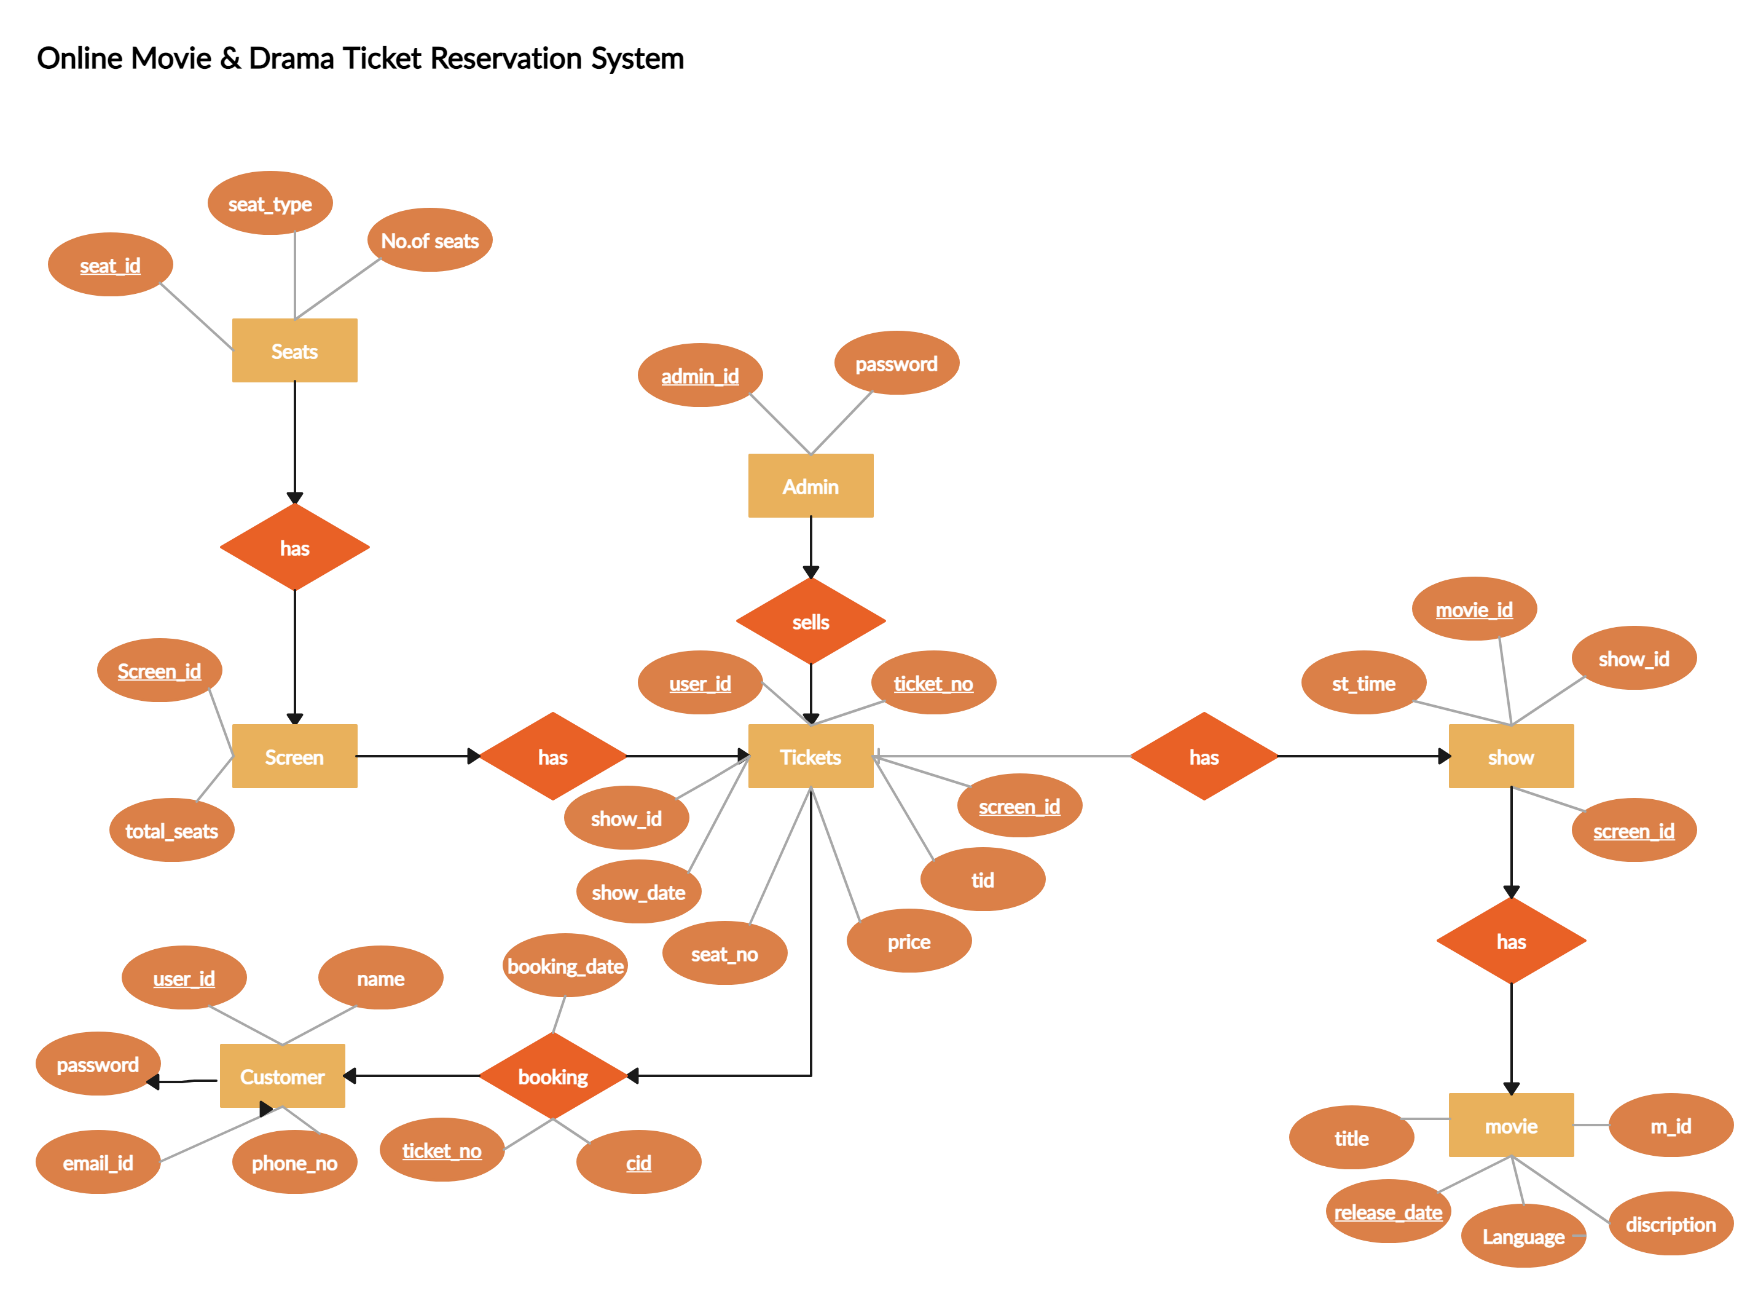 Online Movie & Drama Ticket Reservation System
seat_type
No.of seats
seat_id
Seats
password
admin_id
Admin
has
sells
movie_id
show_id
Screen_id
user_id
ticket_no
st_time
Screen
has
Tickets
has
show
screen_id
show_id
total_seats
screen_id
tid
show_date
price
has
seat_no
booking_date
user_id
name
password
Customer
booking
title
movie
m_id
ticket_no
email_id
phone_no
cid
release_date
Language
discription